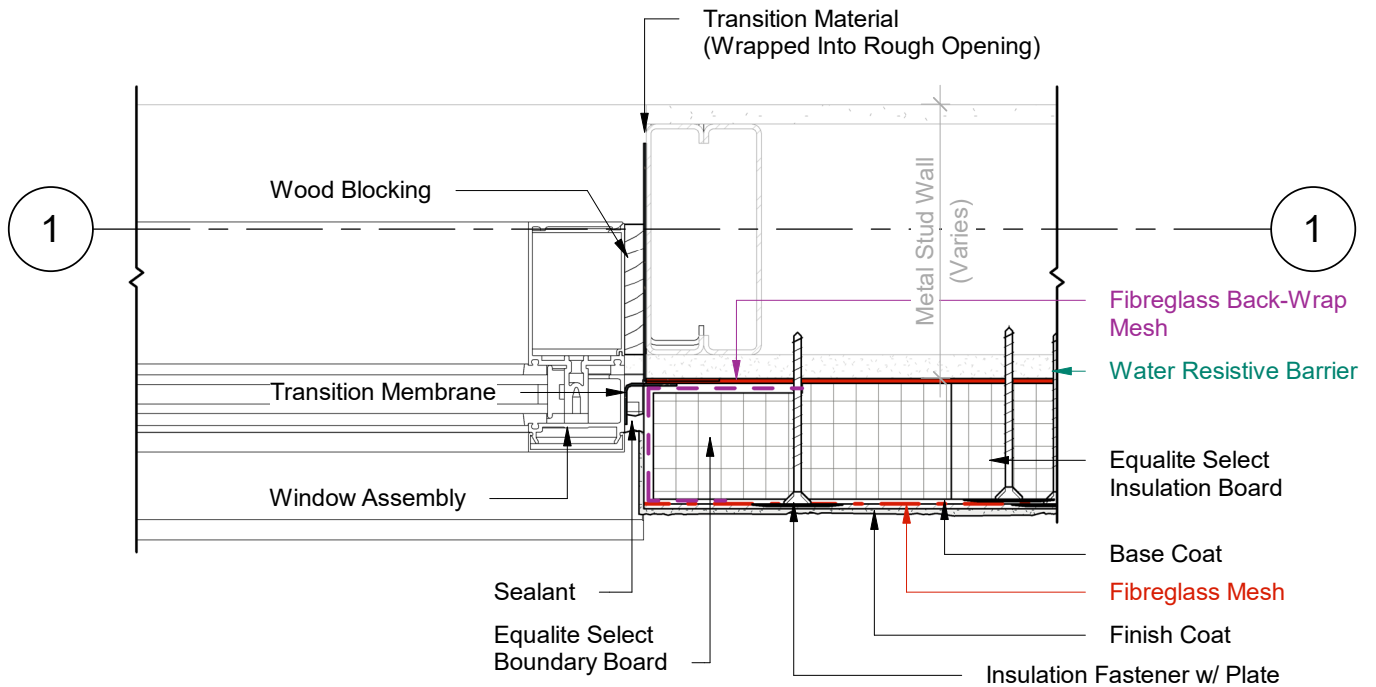 Transition Material
(Wrapped Into Rough Opening)
Wood Blocking
1
1
Metal Stud Wall
(Varies)
Fibreglass Back-Wrap
Mesh
Water Resistive Barrier
Transition Membrane
Equalite Select
Insulation Board
Window Assembly
Base Coat
Sealant
Fibreglass Mesh
Equalite Select
Boundary Board
Finish Coat
Insulation Fastener w/ Plate